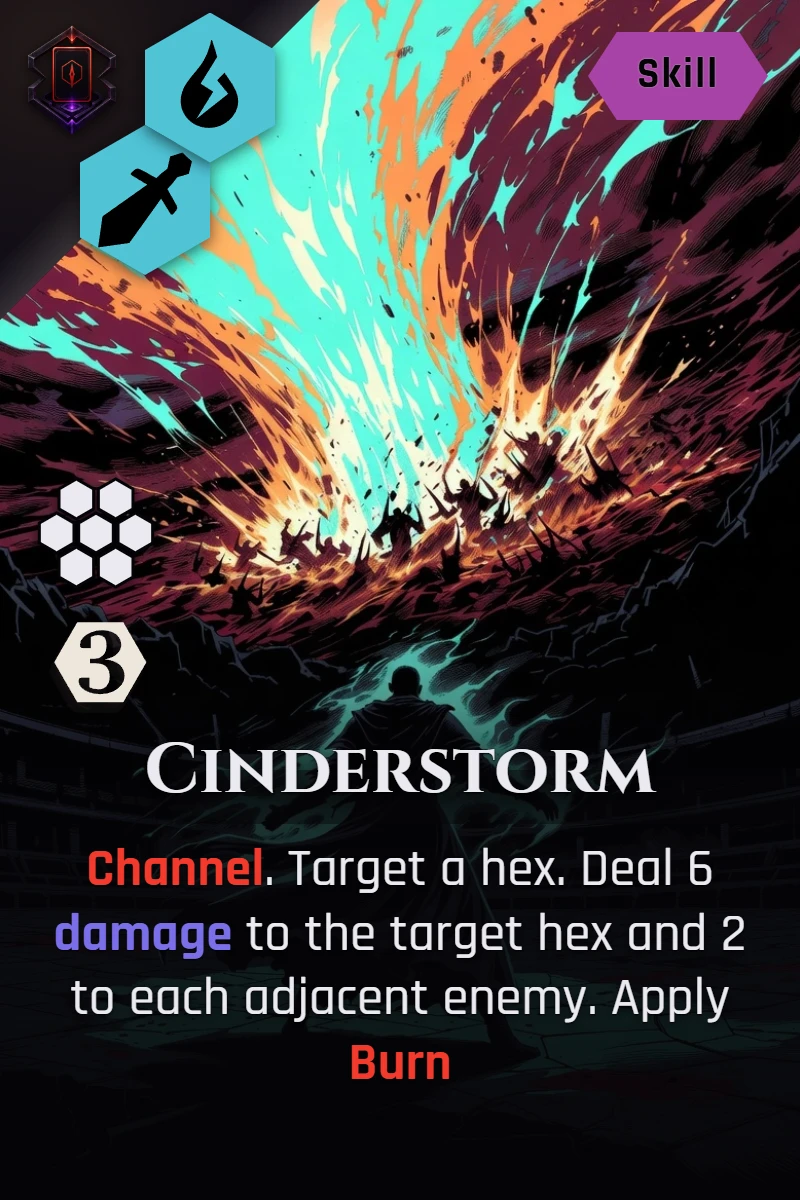 Skill
3
Cinderstorm
Channel. Target a hex. Deal 6
damage to the target hex and 2
to each adjacent enemy. Apply
Burn